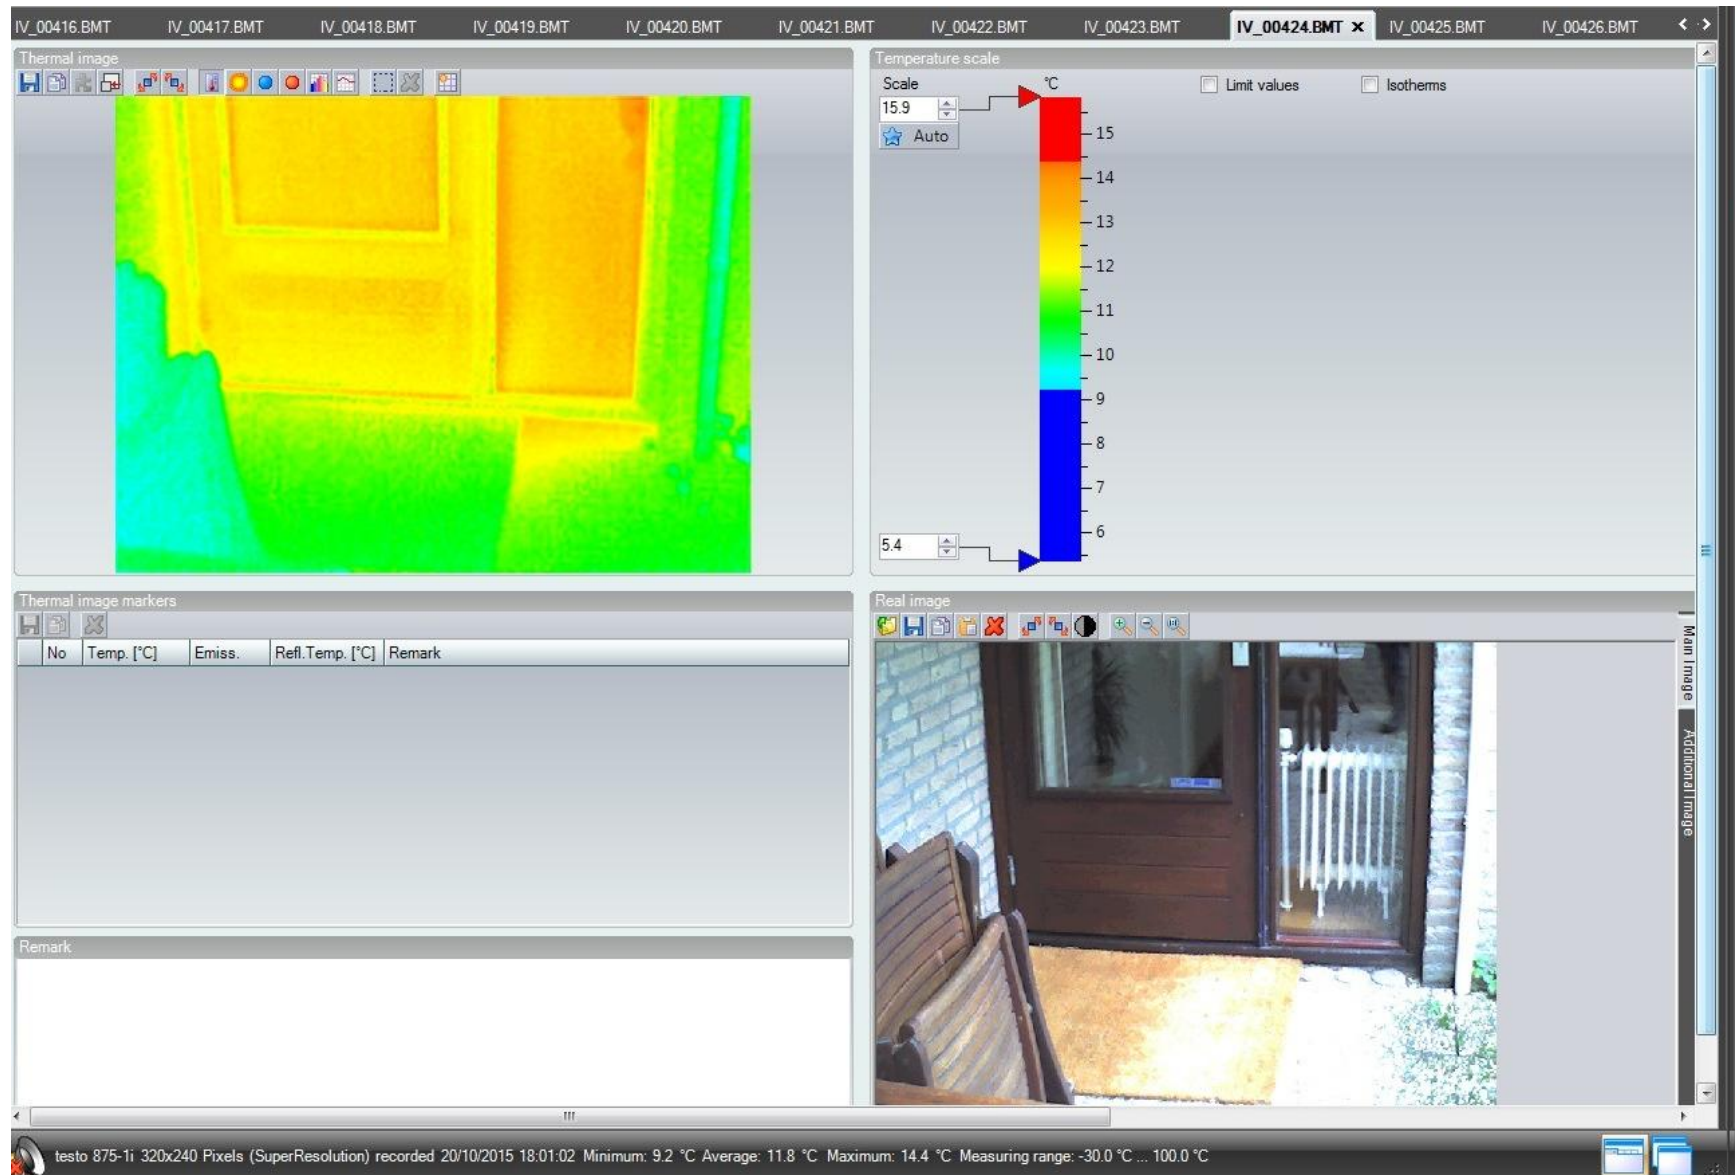 IV_00416.BMT IV_00417.BMT IV_00418.BMT IV_00419.BMT IV_00420.BMT IV_00421.BMT IV_00422.BMT IV_00423.BMT IV_00424.BMT IV_00425.BMT IV_00426.BMT
Thermal image
Temperature scale
Scale
°C
Limit values
Isotherms
15.9
Auto
15
14
13
12
11
10
9
8
7
6
5.4
Thermal image markers
No Temp. [°C] Emiss. Refl.Temp. [°C] Remark
Remark
Real image
Main Image
Additional Image
testo 875-1i 320x240 Pixels (SuperResolution) recorded 20/10/2015 18:01:02 Minimum: 9.2 °C Average: 11.8 °C Maximum: 14.4 °C Measuring range: -30.0 °C ... 100.0 °C